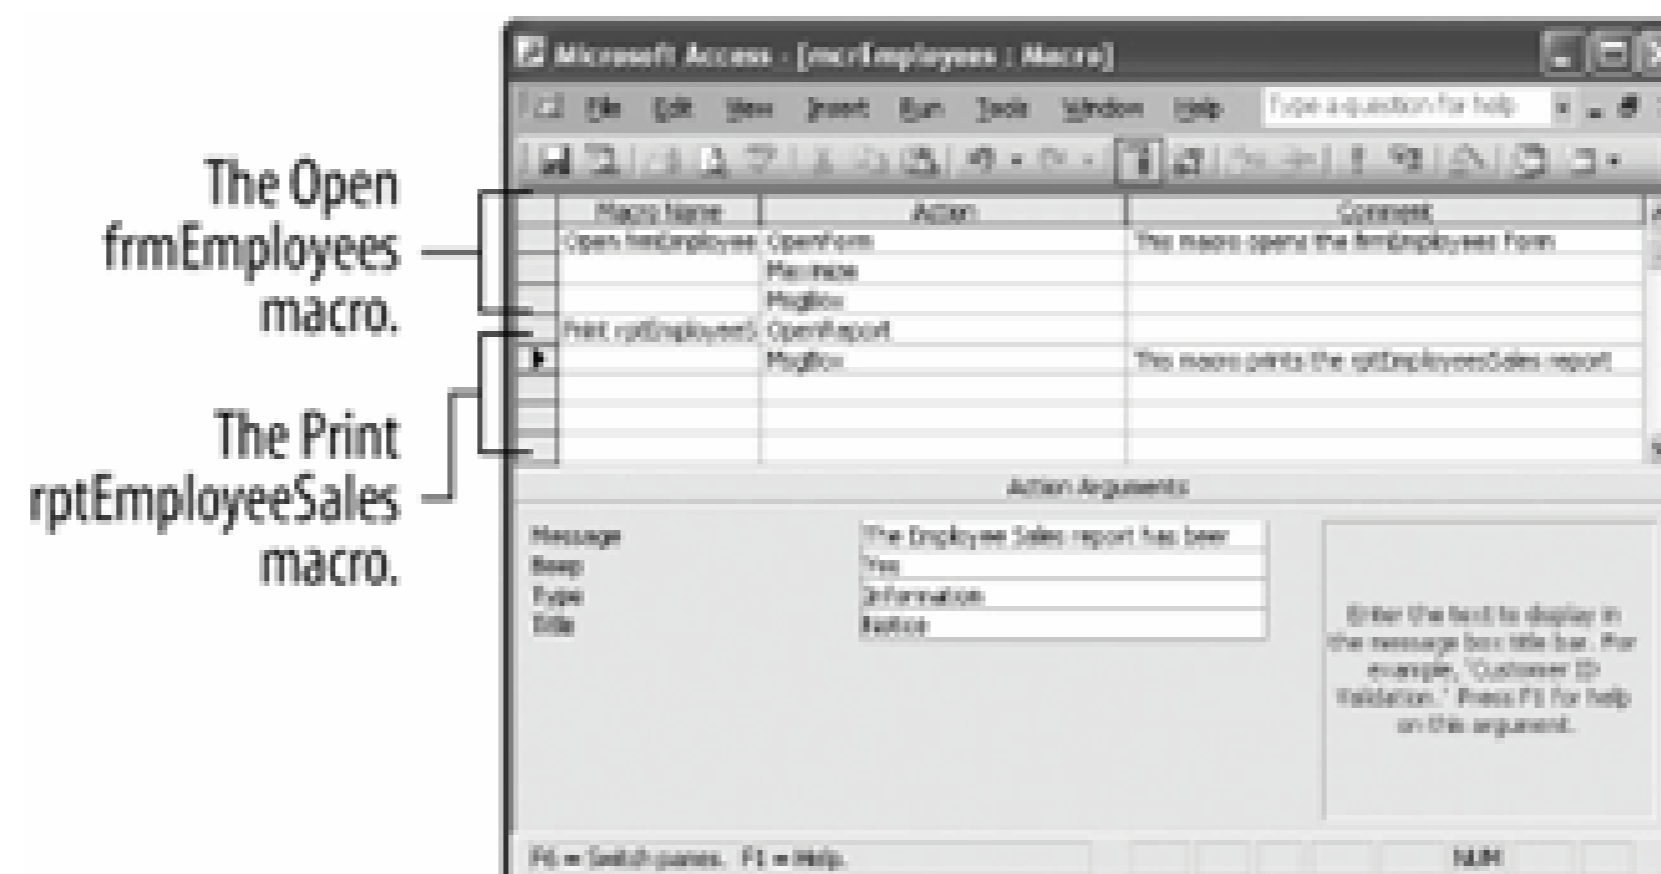 The Open
frmEmployees
macro.
The Print
rptEmployeeSales
macro.
Microsoft Access - [mcrEmployees : Macro]
File Edit View Insert Run Tools Window Help Type a question for help
Macro Name Action Comment
Open frmEmployee OpenForm This macro opens the frmEmployees Form
Maximize
MsgBox
Print rptEmployeeS OpenReport
MsgBox This macro prints the rptEmployeesSales report
Action Arguments
Message The Employee Sales report has been
Beep Yes
Type Information
Title Notice
Enter the text to display in
the message box title bar. For
example, 'Customer ID
Validation.' Press F1 for help
on this argument.
F6 = Switch panes. F1 = Help. NUM